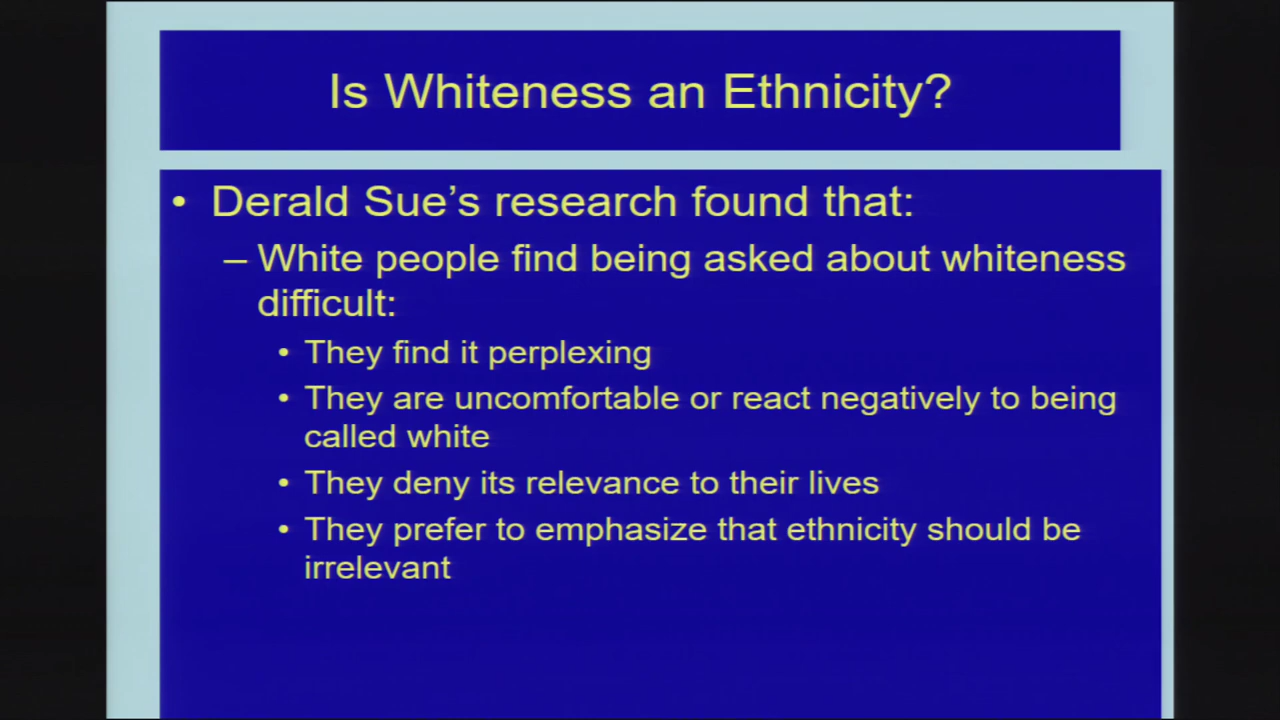 Is Whiteness an Ethnicity?
• Derald Sue’s research found that:
– White people find being asked about whiteness
difficult:
• They find it perplexing
• They are uncomfortable or react negatively to being
called white
• They deny its relevance to their lives
• They prefer to emphasize that ethnicity should be
irrelevant